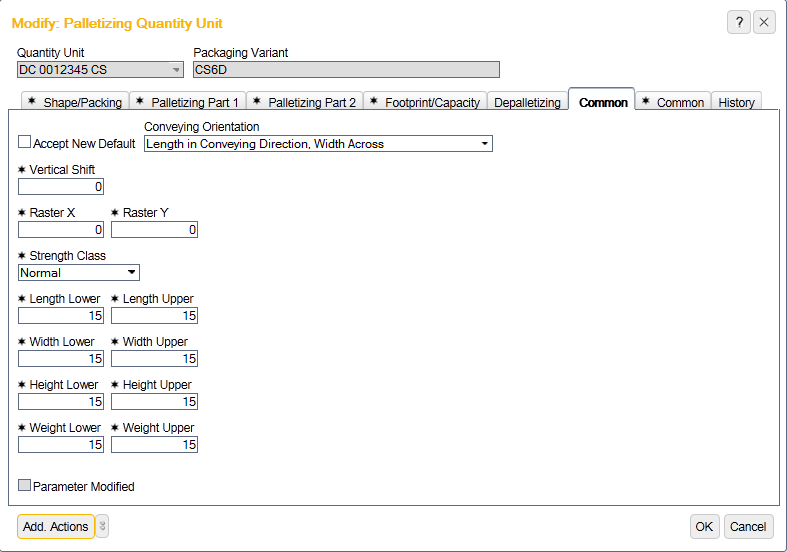 Modify: Palletizing Quantity Unit
?
Quantity Unit Packaging Variant
DC 0012345 CS CS6D
Shape/Packing Palletizing Part 1 Palletizing Part 2 Footprint/Capacity Depalletizing Common Common History
Conveying Orientation
Accept New Default Length in Conveying Direction, Width Across
Vertical Shift
0
Raster X Raster Y
0 0
Strength Class
Normal
Length Lower Length Upper
15 15
Width Lower Width Upper
15 15
Height Lower Height Upper
15 15
Weight Lower Weight Upper
15 15
Parameter Modified
Add. Actions OK Cancel